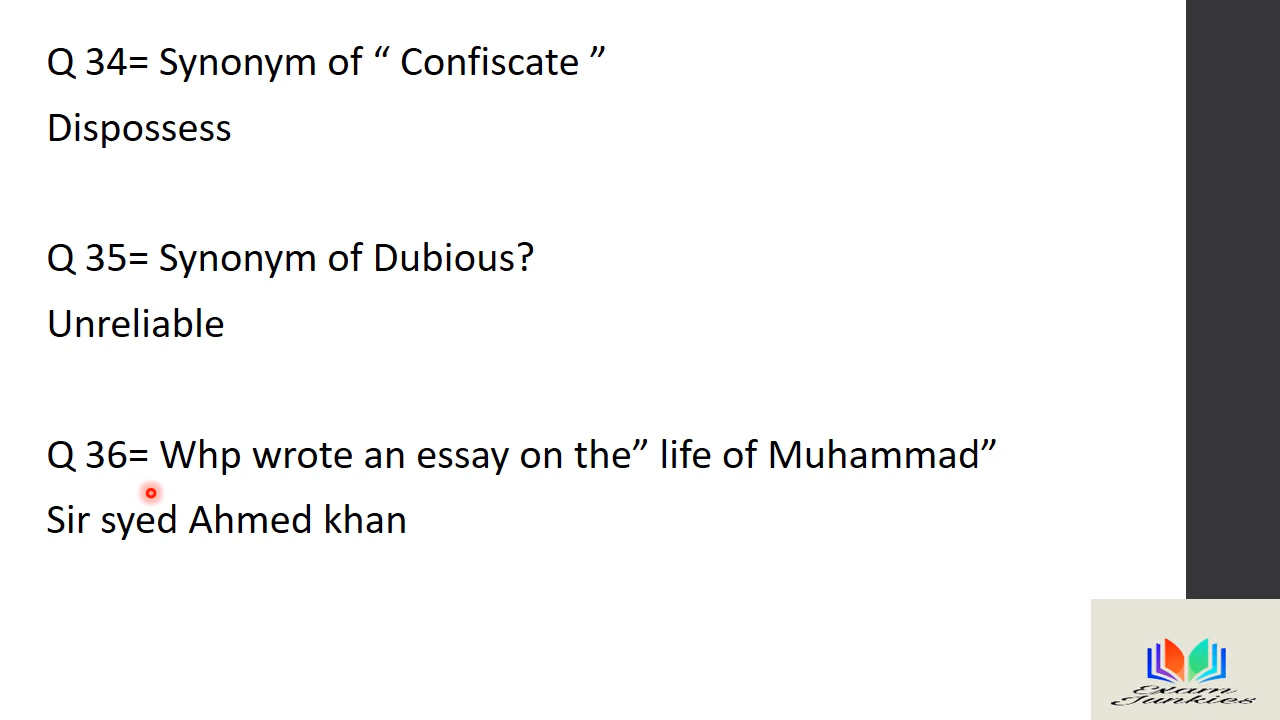 Q 34= Synonym of “ Confiscate ”
Dispossess
Q 35= Synonym of Dubious?
Unreliable
Q 36= Whp wrote an essay on the” life of Muhammad”
Sir syed Ahmed khan
Exam
Junkies